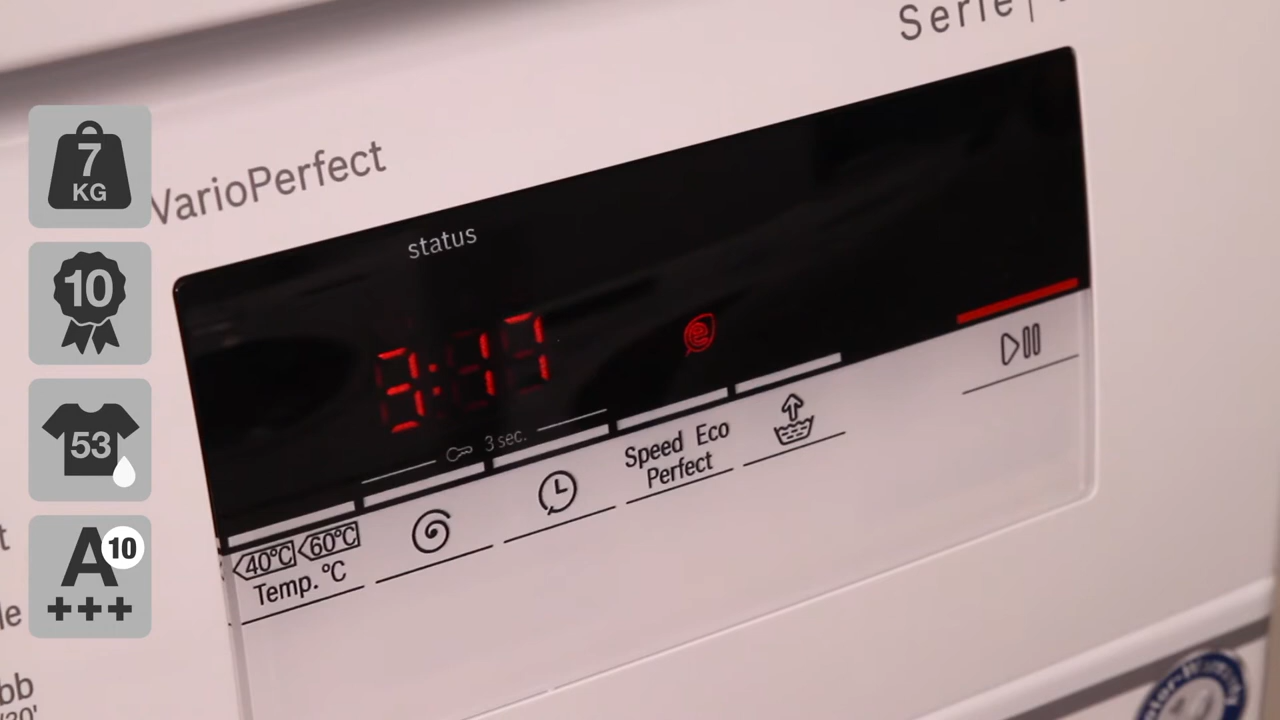 Serie |
7
KG
VarioPerfect
status
10
3:17
3 sec.
Speed Eco
Perfect
53
40°C 60°C
Temp. °C
A 10
+++